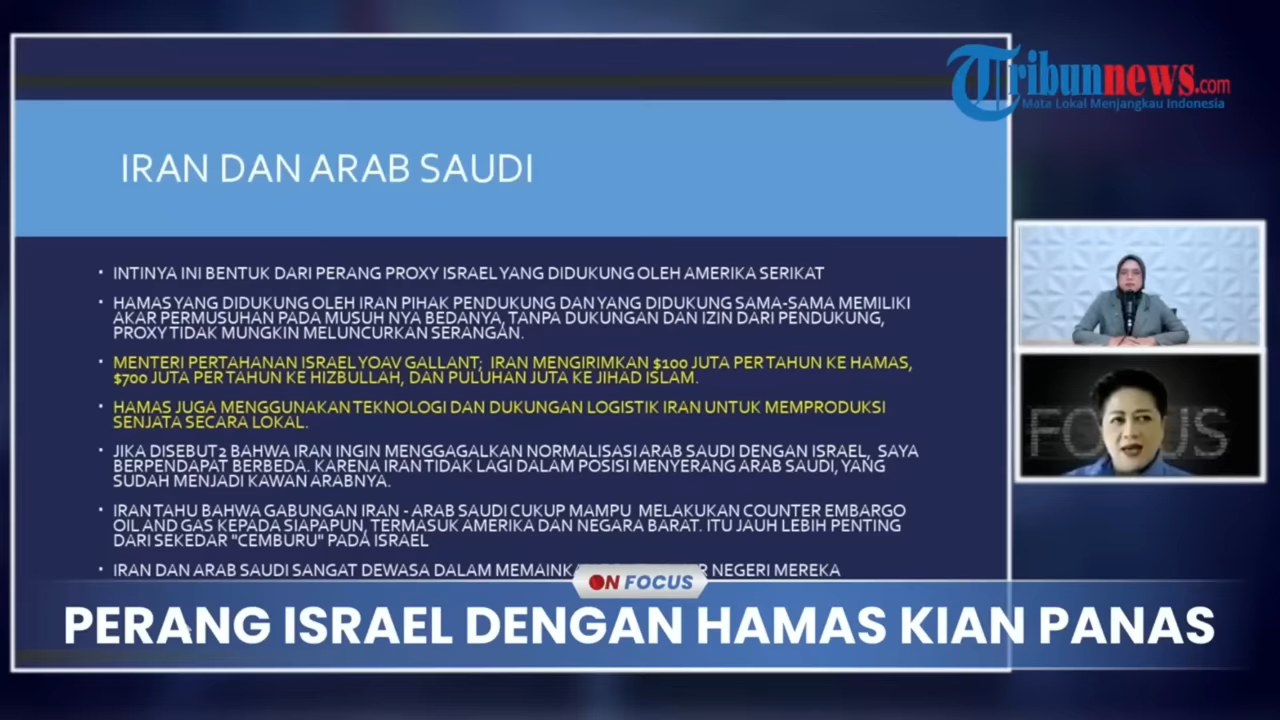 Tribunnews.com
Mata Lokal Menjangkau Indonesia
IRAN DAN ARAB SAUDI
• INTINYA INI BENTUK DARI PERANG PROXY ISRAEL YANG DIDUKUNG OLEH AMERIKA SERIKAT
• HAMAS YANG DIDUKUNG OLEH IRAN PIHAK PENDUKUNG DAN YANG DIDUKUNG SAMA-SAMA MEMILIKI
AKAR PERMUSUHAN PADA MUSUH NYA BEDANYA, TANPA DUKUNGAN DAN IZIN DARI PENDUKUNG,
PROXY TIDAK MUNGKIN MELUNCURKAN SERANGAN.
• MENTERI PERTAHANAN ISRAEL YOAV GALLANT; IRAN MENGIRIMKAN $100 JUTA PER TAHUN KE HAMAS,
$700 JUTA PER TAHUN KE HIZBULLAH, DAN PULUHAN JUTA KE JIHAD ISLAM.
• HAMAS JUGA MENGGUNAKAN TEKNOLOGI DAN DUKUNGAN LOGISTIK IRAN UNTUK MEMPRODUKSI
SENJATA SECARA LOKAL.
• JIKA DISEBUT2 BAHWA IRAN INGIN MENGGAGALKAN NORMALISASI ARAB SAUDI DENGAN ISRAEL, SAYA
BERPENDAPAT BERBEDA. KARENA IRAN TIDAK LAGI DALAM POSISI MENYERANG ARAB SAUDI, YANG
SUDAH MENJADI KAWAN ARABNYA.
• IRAN TAHU BAHWA GABUNGAN IRAN - ARAB SAUDI CUKUP MAMPU MELAKUKAN COUNTER EMBARGO
OIL AND GAS KEPADA SIAPAPUN, TERMASUK AMERIKA DAN NEGARA BARAT. ITU JAUH LEBIH PENTING
DARI SEKEDAR "CEMBURU" PADA ISRAEL
• IRAN DAN ARAB SAUDI SANGAT DEWASA DALAM NEGERI MEREKA
FOCUS
ON FOCUS
PERANG ISRAEL DENGAN HAMAS KIAN PANAS